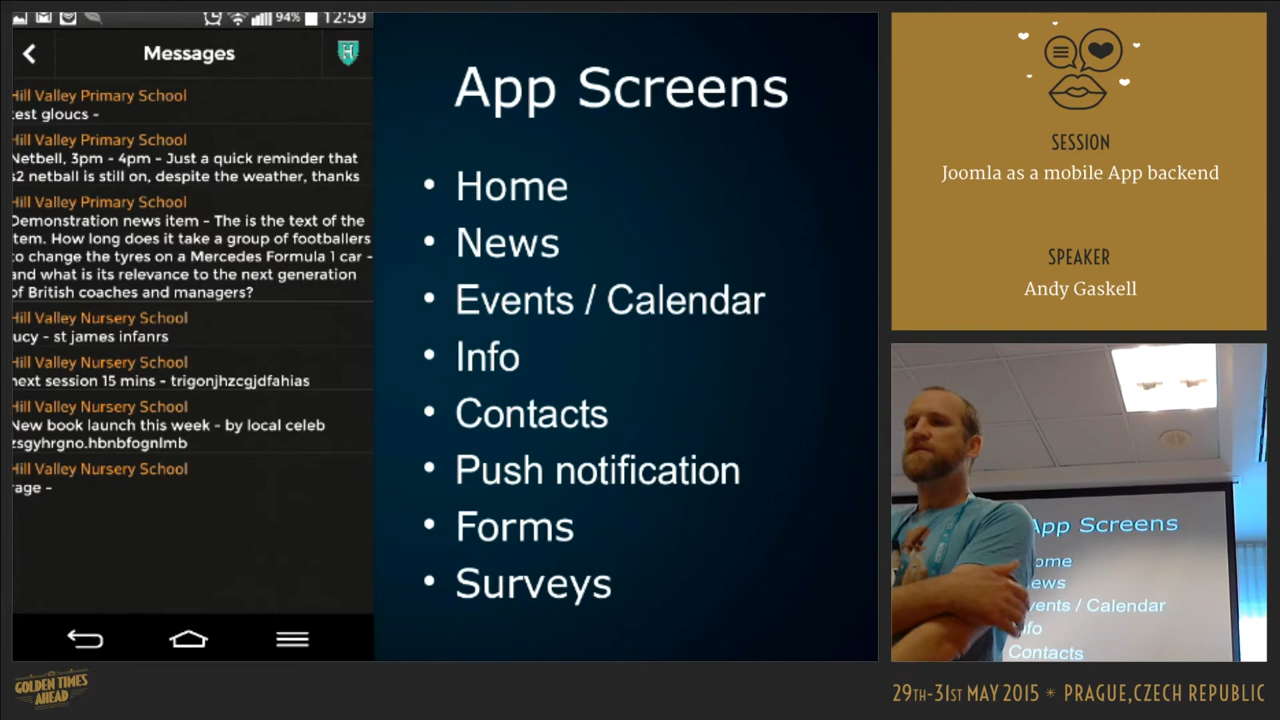 94% 12:59
Messages
H
Hill Valley Primary School
est gloucs -
Hill Valley Primary School
Netbell, 3pm - 4pm - Just a quick reminder that
s2 netball is still on, despite the weather, thanks
Hill Valley Primary School
Demonstration news item - The is the text of the
tem. How long does it take a group of footballers
to change the tyres on a Mercedes Formula 1 car -
and what is its relevance to the next generation
of British coaches and managers?
Hill Valley Nursery School
ucy - st james infanrs
Hill Valley Nursery School
next session 15 mins - trigonjhzcgjdfahias
Hill Valley Nursery School
New book launch this week - by local celeb
zsgyhrgno.hbnbfognlmb
Hill Valley Nursery School
rage -
App Screens
• Home
• News
• Events / Calendar
• Info
• Contacts
• Push notification
• Forms
• Surveys
SESSION
Joomla as a mobile App backend
SPEAKER
Andy Gaskell
App Screens
ome
ews
vents / Calendar
fo
Contacts
GOLDEN TIMES
AHEAD
29TH-31ST MAY 2015 * PRAGUE,CZECH REPUBLIC